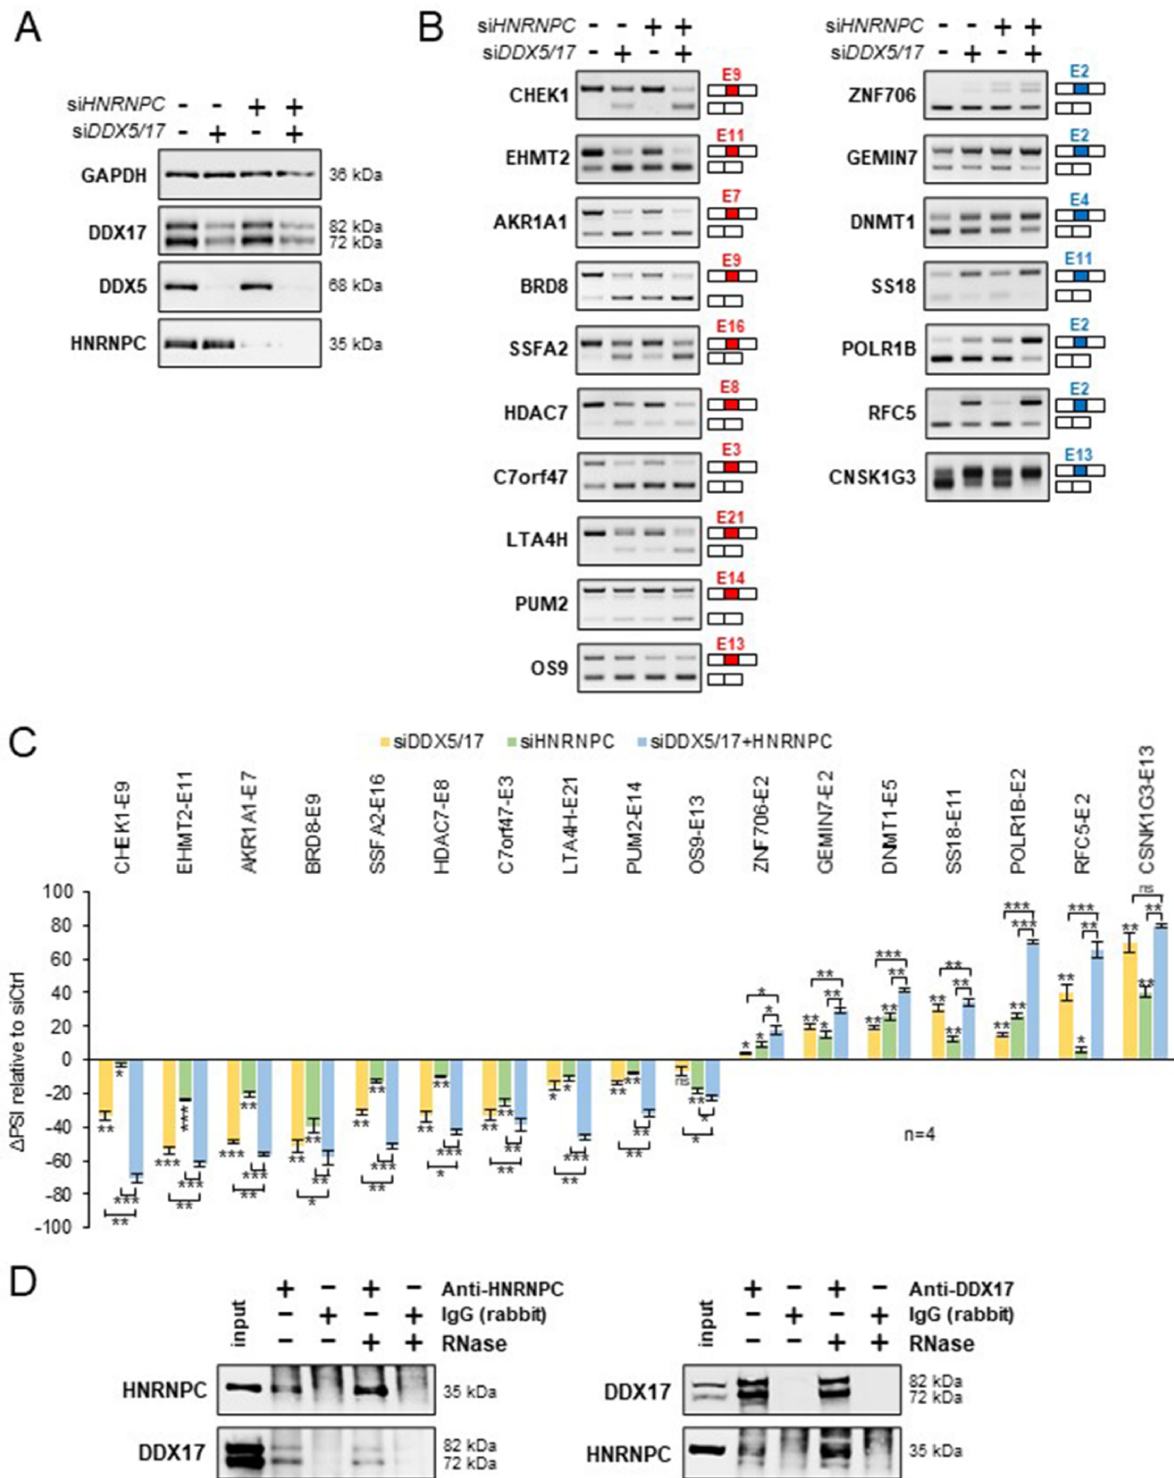 A
siHNRNPC - - + +
siDDX5/17 - + - +
GAPDH 36 kDa
DDX17 82 kDa
72 kDa
DDX5 68 kDa
HNRNPC 35 kDa
B
siHNRNPC - - + +
siDDX5/17 - + - +
CHEK1 E9
EHMT2 E11
AKR1A1 E7
BRD8 E9
SSFA2 E16
HDAC7 E8
C7orf47 E3
LTA4H E21
PUM2 E14
OS9 E13
siHNRNPC - - + +
siDDX5/17 - + - +
ZNF706 E2
GEMIN7 E2
DNMT1 E4
SS18 E11
POLR1B E2
RFC5 E2
CNSK1G3 E13
C
siDDX5/17 siHNRNPC siDDX5/17+HNRNPC
CHEK1-E9
EHMT2-E11
AKR1A1-E7
BRD8-E9
SSFA2-E16
HDAC7-E8
C7orf47-E3
LTA4H-E21
PUM2-E14
OS9-E13
ZNF706-E2
GEMIN7-E2
DNMT1-E5
SS18-E11
POLR1B-E2
RFC5-E2
CSNK1G3-E13
ΔPSI relative to siCtrl
100
80
60
40
20
0
-20
-40
-60
-80
-100
ns
ns
n=4
D
input + - + - Anti-HNRNPC
- + - + IgG (rabbit)
- - + + RNase
HNRNPC 35 kDa
DDX17 82 kDa
72 kDa
input + - + - Anti-DDX17
- + - + IgG (rabbit)
- - + + RNase
DDX17 82 kDa
72 kDa
HNRNPC 35 kDa